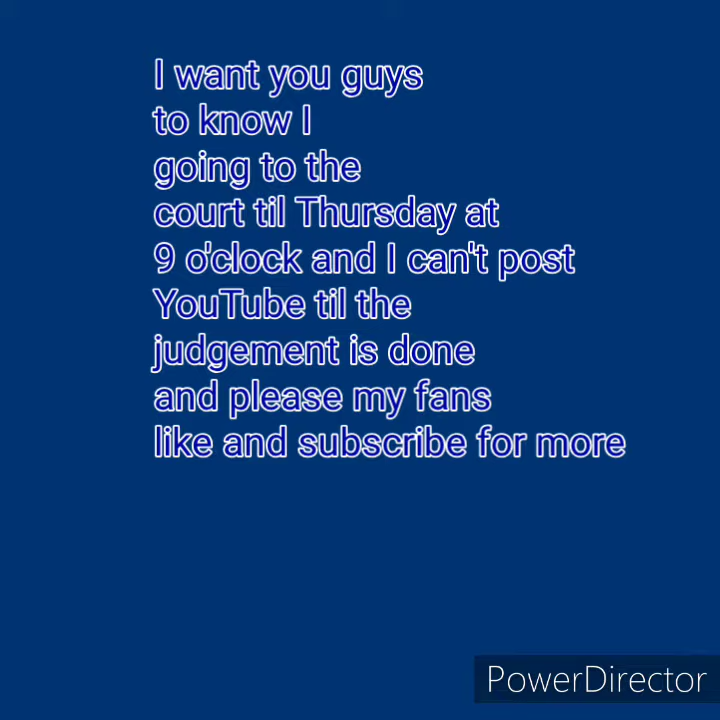 I want you guys
to know I
going to the
court til Thursday at
9 o'clock and I can't post
YouTube til the
judgement is done
and please my fans
like and subscribe for more
PowerDirector